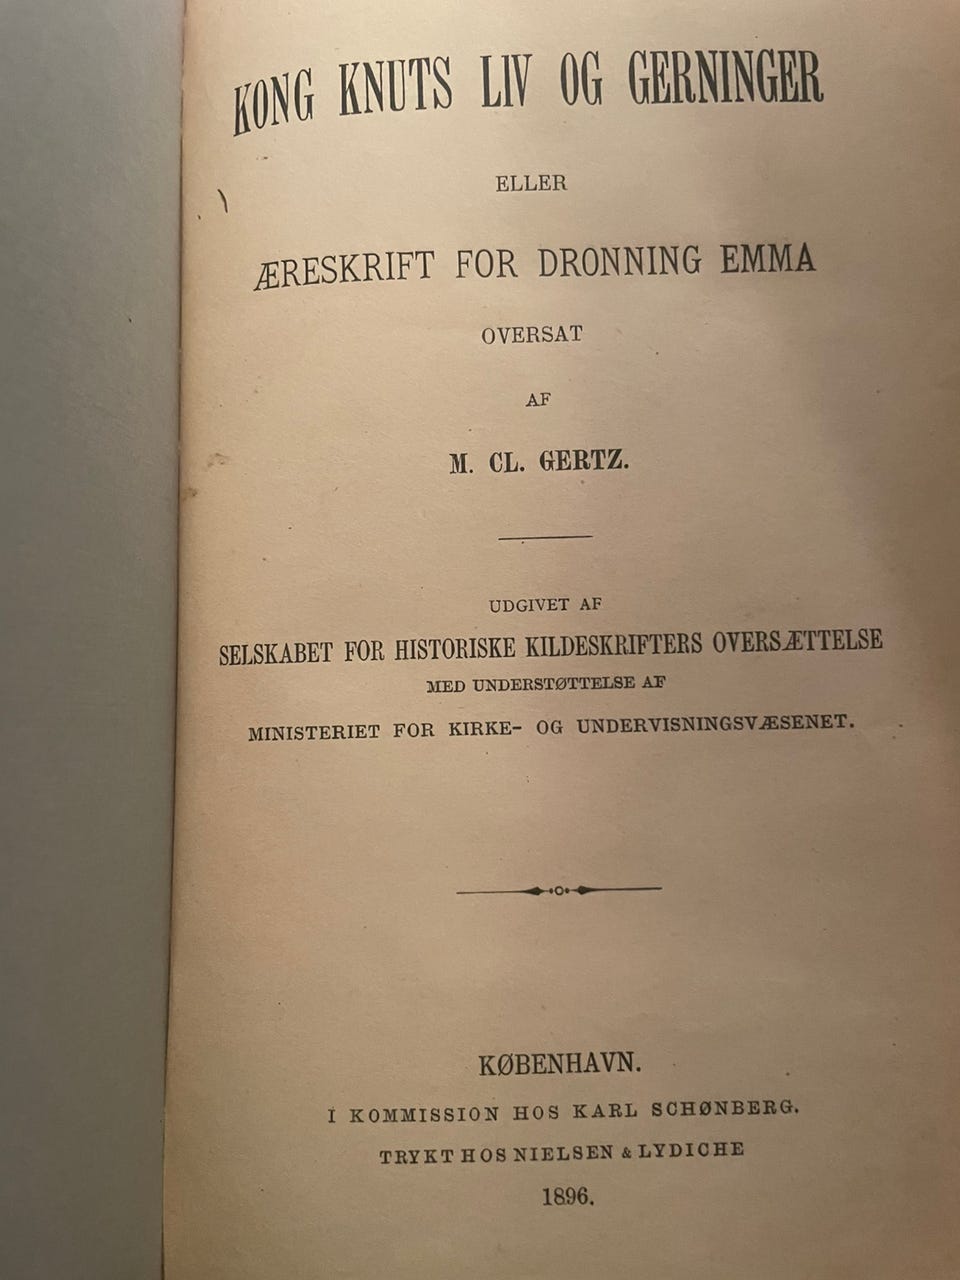 KONG KNUTS LIV OG GERNINGER
ELLER
ÆRESKRIFT FOR DRONNING EMMA
OVERSAT
AF
M. CL. GERTZ.
UDGIVET AF
SELSKABET FOR HISTORISKE KILDESKRIFTERS OVERSÆTTELSE
MED UNDERSTØTTELSE AF
MINISTERIET FOR KIRKE- OG UNDERVISNINGSVÆSENET.
KØBENHAVN.
I KOMMISSION HOS KARL SCHØNBERG.
TRYKT HOS NIELSEN & LYDICHE
1896.